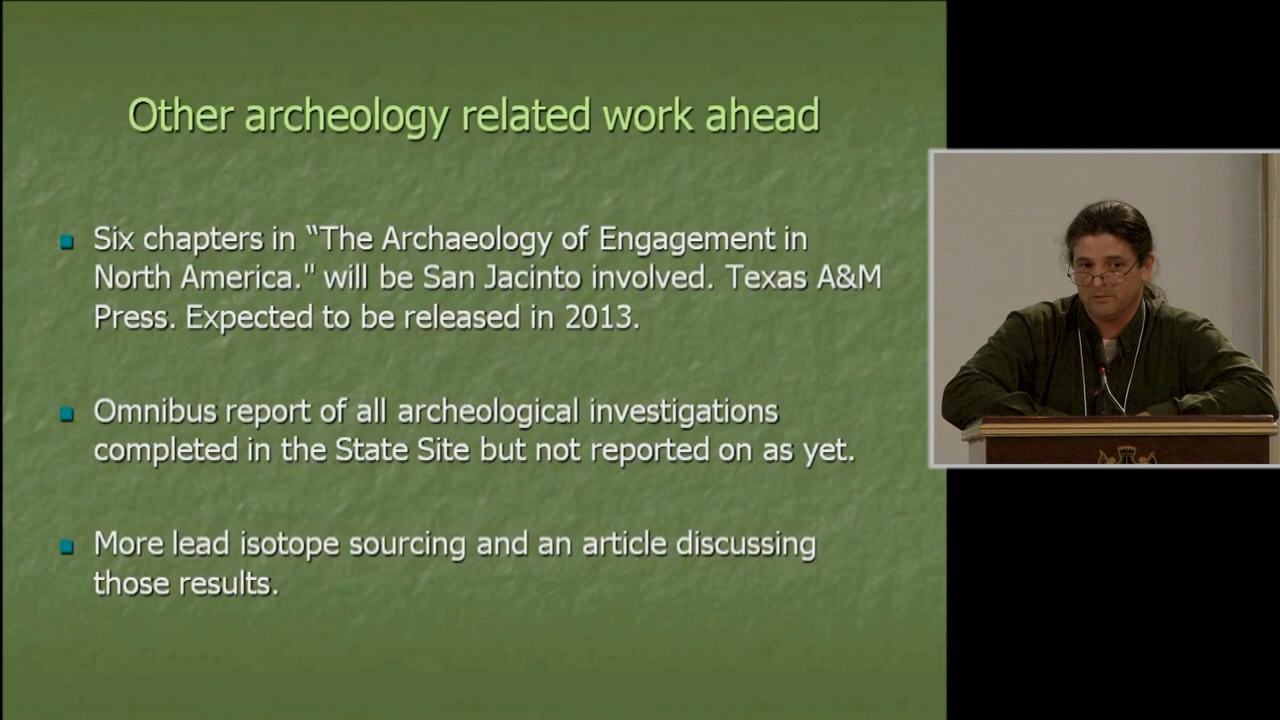 Other archeology related work ahead
Six chapters in “The Archaeology of Engagement in
North America." will be San Jacinto involved. Texas A&M
Press. Expected to be released in 2013.
Omnibus report of all archeological investigations
completed in the State Site but not reported on as yet.
More lead isotope sourcing and an article discussing
those results.